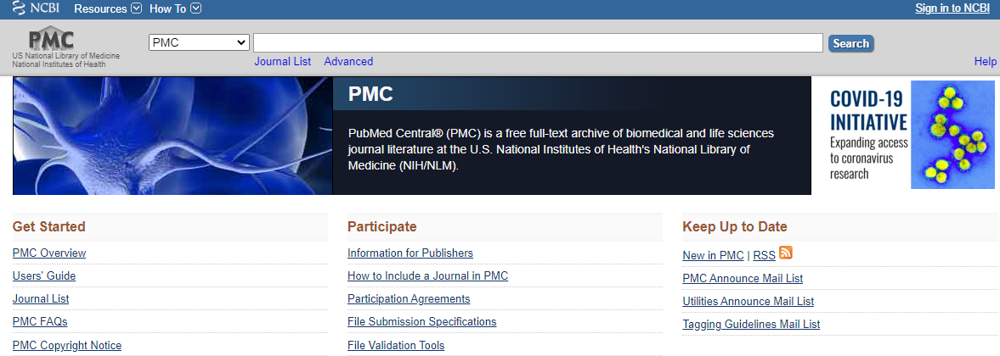 NCBI Resources How To Sign in to NCBI
PMC
US National Library of Medicine
National Institutes of Health
PMC Search
Journal List Advanced Help
PMC
PubMed Central® (PMC) is a free full-text archive of biomedical and life sciences
journal literature at the U.S. National Institutes of Health's National Library of
Medicine (NIH/NLM).
COVID-19
INITIATIVE
Expanding access
to coronavirus
research
Get Started
PMC Overview
Users' Guide
Journal List
PMC FAQs
PMC Copyright Notice
Participate
Information for Publishers
How to Include a Journal in PMC
Participation Agreements
File Submission Specifications
File Validation Tools
Keep Up to Date
New in PMC | RSS
PMC Announce Mail List
Utilities Announce Mail List
Tagging Guidelines Mail List